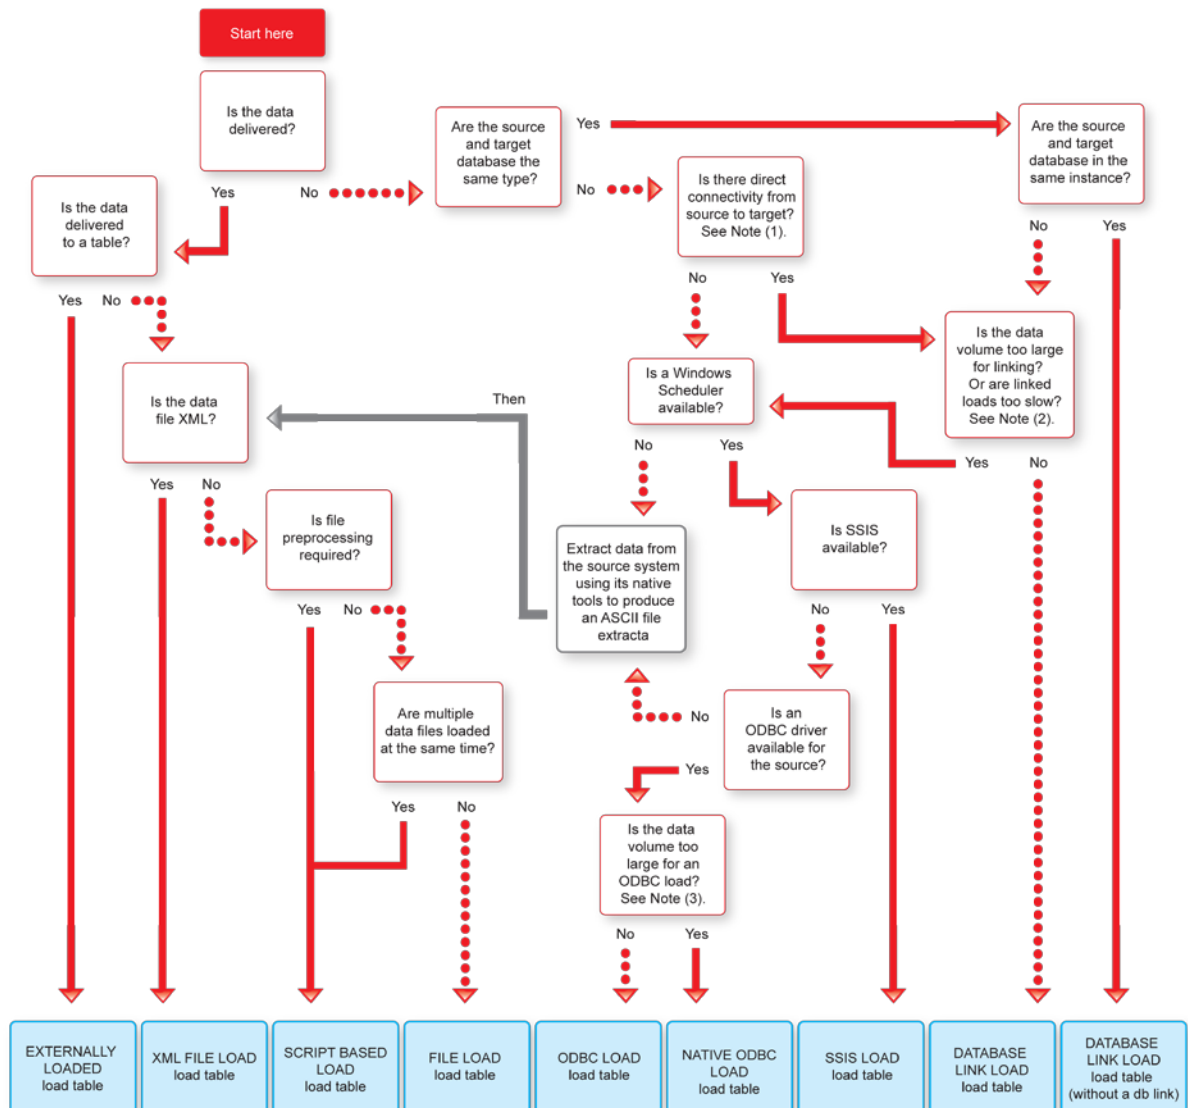 Start here
Is the data
delivered?
Yes
No
Are the source
and target
database the
same type?
Yes
No
Are the source
and target
database in the
same instance?
No
Yes
Is the data
delivered
to a table?
Yes
No
Is there direct
connectivity from
source to target?
See Note (1).
No
Yes
Is the data
volume too large
for linking?
Or are linked
loads too slow?
See Note (2).
Yes
No
Is the data
file XML?
Yes
No
Then
Is a Windows
Scheduler
available?
No
Yes
Is file
preprocessing
required?
Yes
No
Extract data from
the source system
using its native
tools to produce
an ASCII file
extracta
Is SSIS
available?
No
Yes
Are multiple
data files loaded
at the same time?
Yes
No
Is an
ODBC driver
available for
the source?
No
Yes
Is the data
volume too
large for an
ODBC load?
See Note (3).
No
Yes
EXTERNALLY
LOADED
load table
XML FILE LOAD
load table
SCRIPT BASED
LOAD
load table
FILE LOAD
load table
ODBC LOAD
load table
NATIVE ODBC
LOAD
load table
SSIS LOAD
load table
DATABASE
LINK LOAD
load table
DATABASE
LINK LOAD
load table
(without a db link)